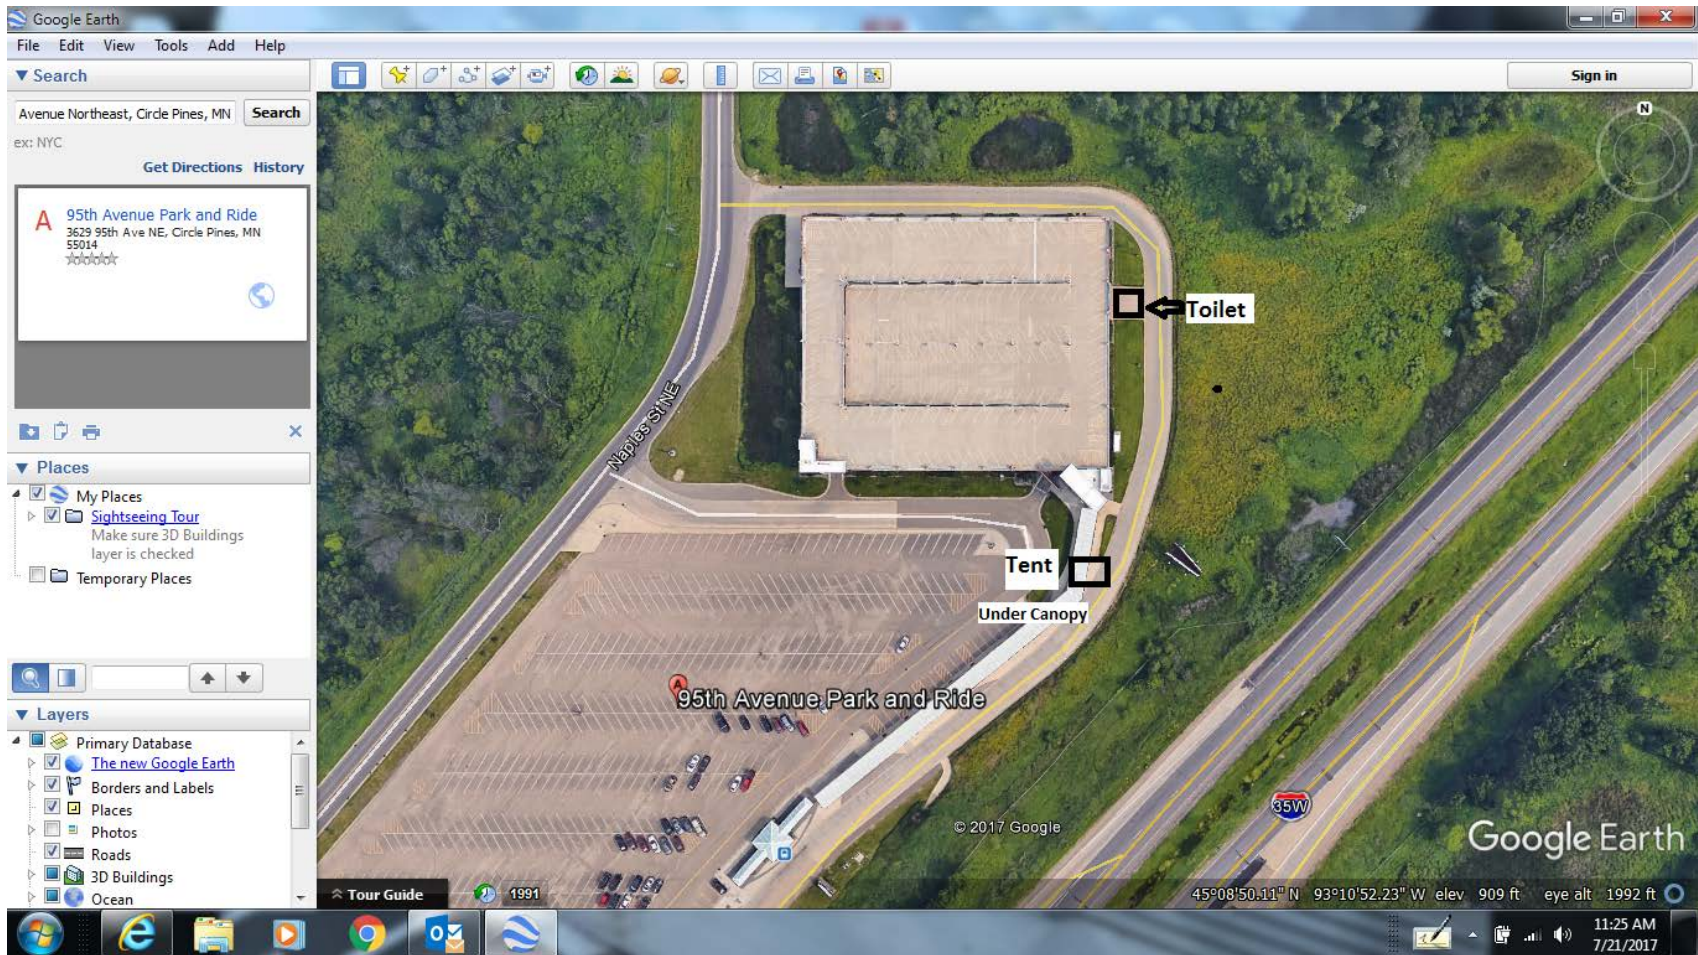 Google Earth
File Edit View Tools Add Help
▼ Search
Sign in
Avenue Northeast, Circle Pines, MN
Search
ex: NYC
Get Directions History
A
95th Avenue Park and Ride
3629 95th Ave NE, Circle Pines, MN
55014
▼ Places
My Places
Sightseeing Tour
Make sure 3D Buildings
layer is checked
Temporary Places
▼ Layers
Primary Database
The new Google Earth
Borders and Labels
Places
Photos
Roads
3D Buildings
Ocean
N
Toilet
Naples St NE
Tent
Under Canopy
A
95th Avenue Park and Ride
35W
© 2017 Google
Google Earth
Tour Guide
1991
45°08'50.11" N 93°10'52.23" W elev 909 ft eye alt 1992 ft
11:25 AM
7/21/2017